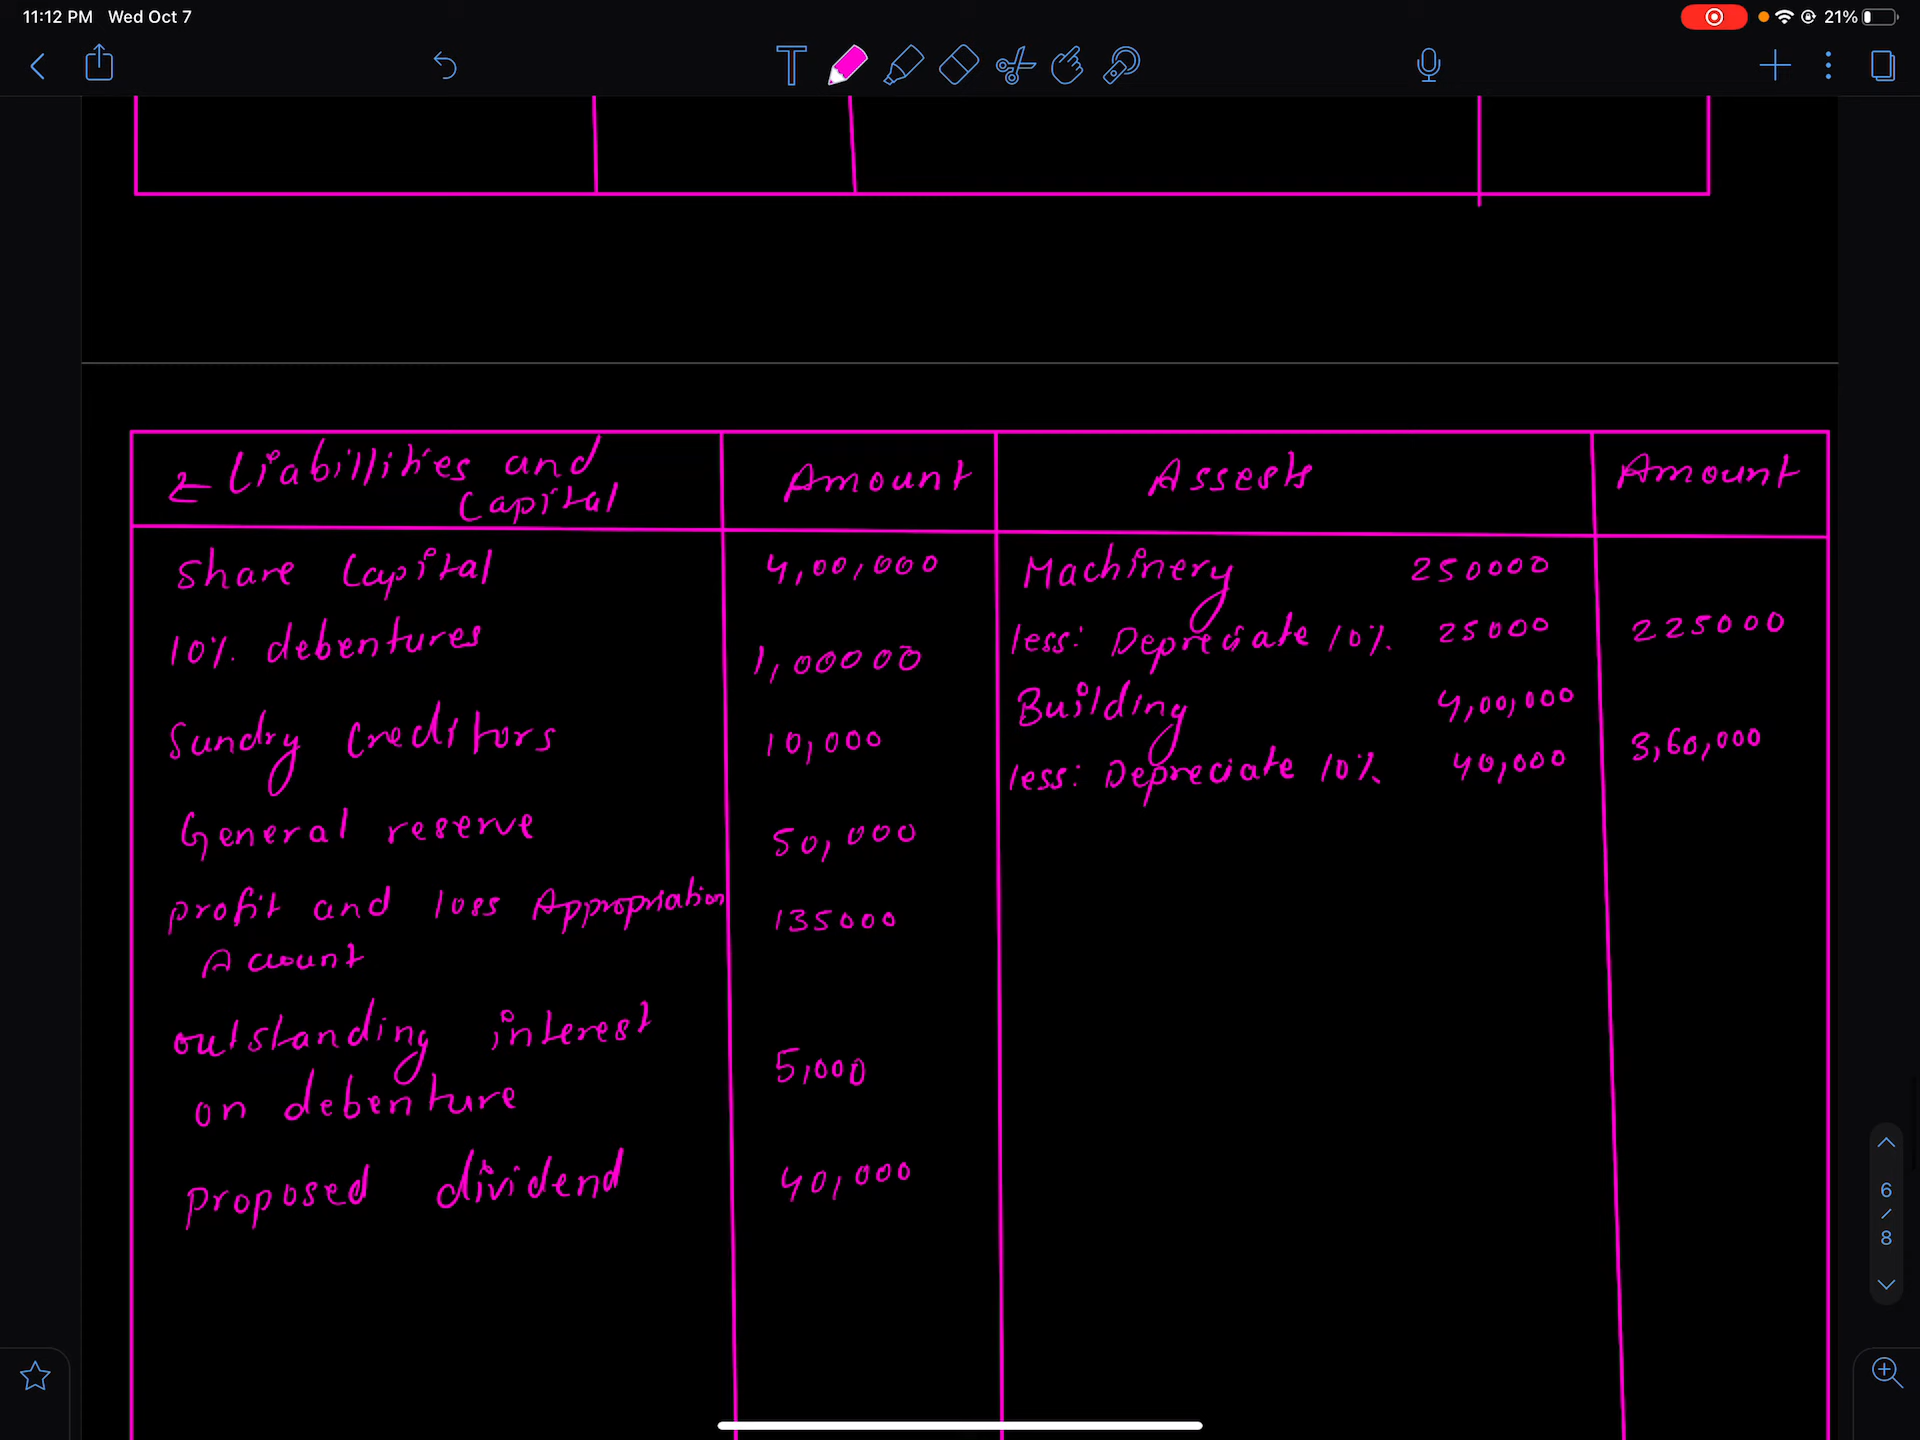 11:12 PM Wed Oct 7
21%
T
Liabillities and Amount Assests Amount
Capital
Share Capital 4,00,000 Machinery 250000
10% debentures 1,00000 less: Depreciate 10% 25000 225000
Building 4,00,000
Sundry Creditors 10,000 less: Depreciate 10% 40,000 3,60,000
General reserve 50,000
profit and loss Appropriation 135000
Account
outstanding interest
on debenture 5,000
proposed dividend 40,000
6
/
8